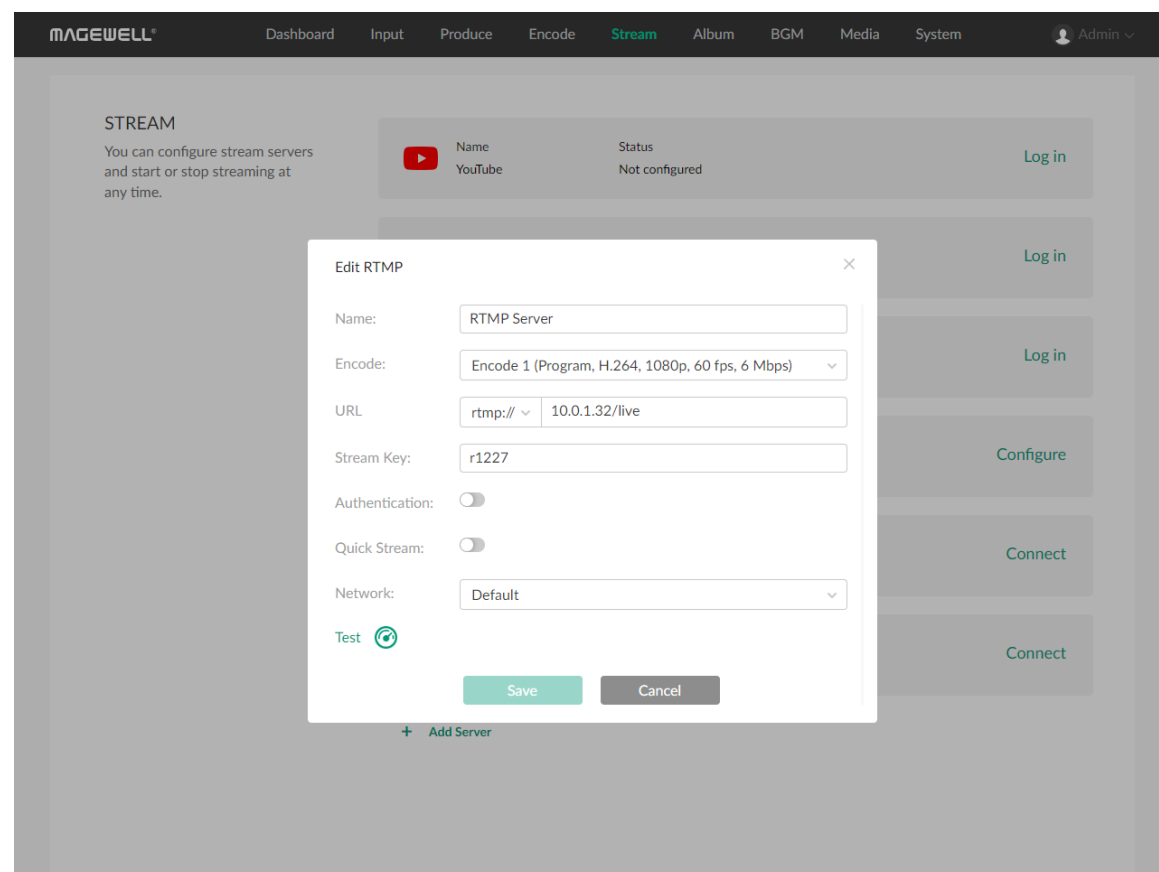 MAGEWELL®
Dashboard Input Produce Encode Stream Album BGM Media System Admin
STREAM
You can configure stream servers
and start or stop streaming at
any time.
Name Status
YouTube Not configured
Log in
Log in
Log in
Configure
Connect
Connect
Edit RTMP
Name: RTMP Server
Encode: Encode 1 (Program, H.264, 1080p, 60 fps, 6 Mbps)
URL rtmp:// 10.0.1.32/live
Stream Key: r1227
Authentication:
Quick Stream:
Network: Default
Test
Save Cancel
+ Add Server